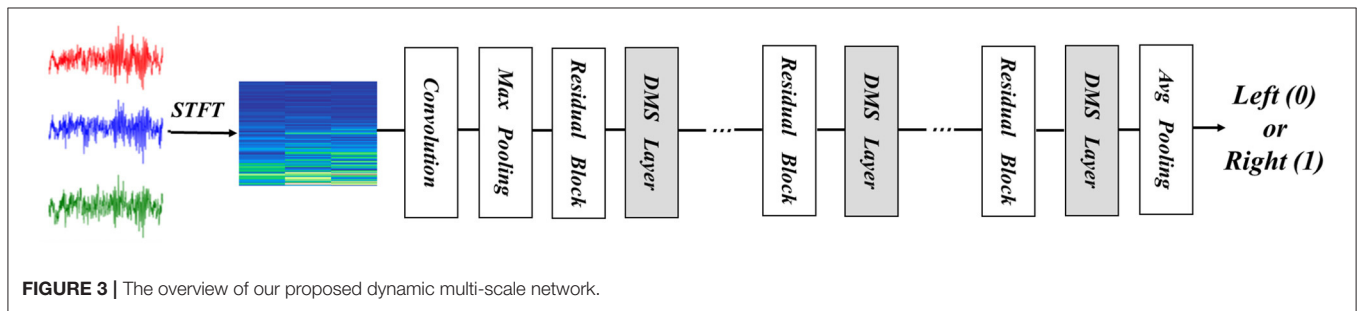 STFT
Convolution
Max Pooling
Residual Block
DMS Layer
...
Residual Block
DMS Layer
...
Residual Block
DMS Layer
Avg Pooling
Left (0)
or
Right (1)
FIGURE 3 | The overview of our proposed dynamic multi-scale network.